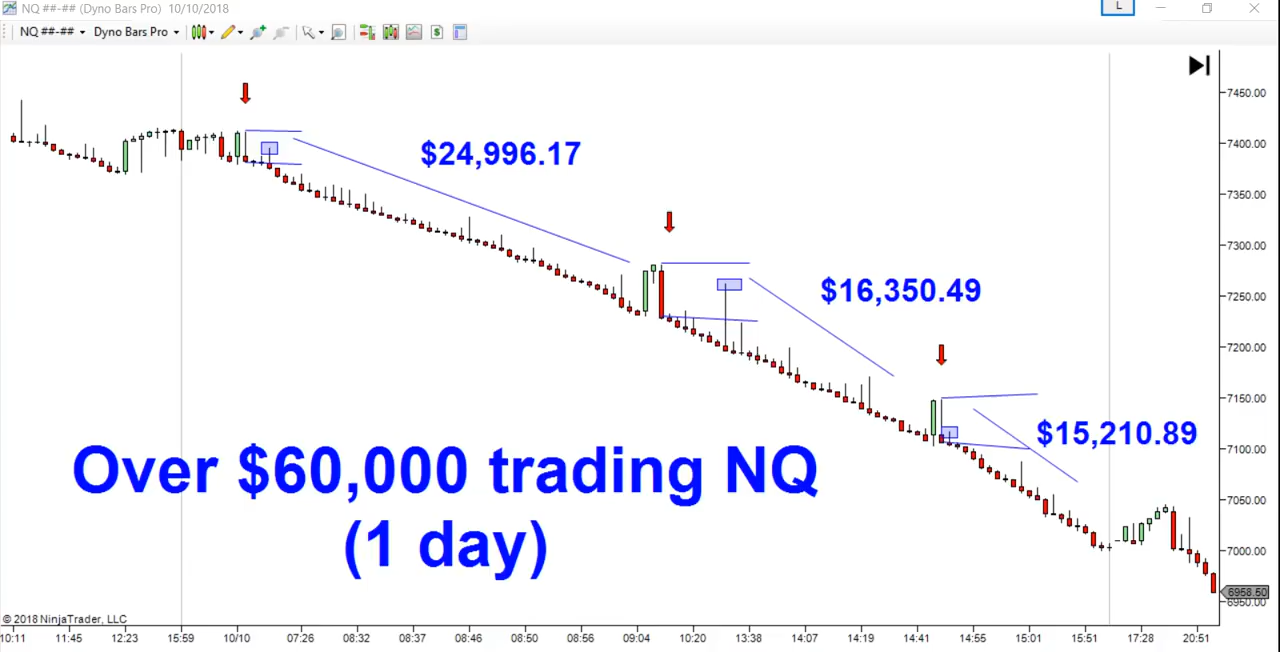 NQ ##-## (Dyno Bars Pro)  10/10/2018
L
NQ ##-## Dyno Bars Pro
$
7450.00
7400.00
7350.00
7300.00
7250.00
7200.00
7150.00
7100.00
7050.00
7000.00
6958.50
6950.00
$24,996.17
$16,350.49
$15,210.89
Over $60,000 trading NQ
(1 day)
© 2018 NinjaTrader, LLC
10:11 11:45 12:23 15:59 10/10 07:26 08:32 08:37 08:46 08:50 08:56 09:04 10:20 13:38 14:07 14:19 14:41 14:55 15:01 15:51 17:28 20:51